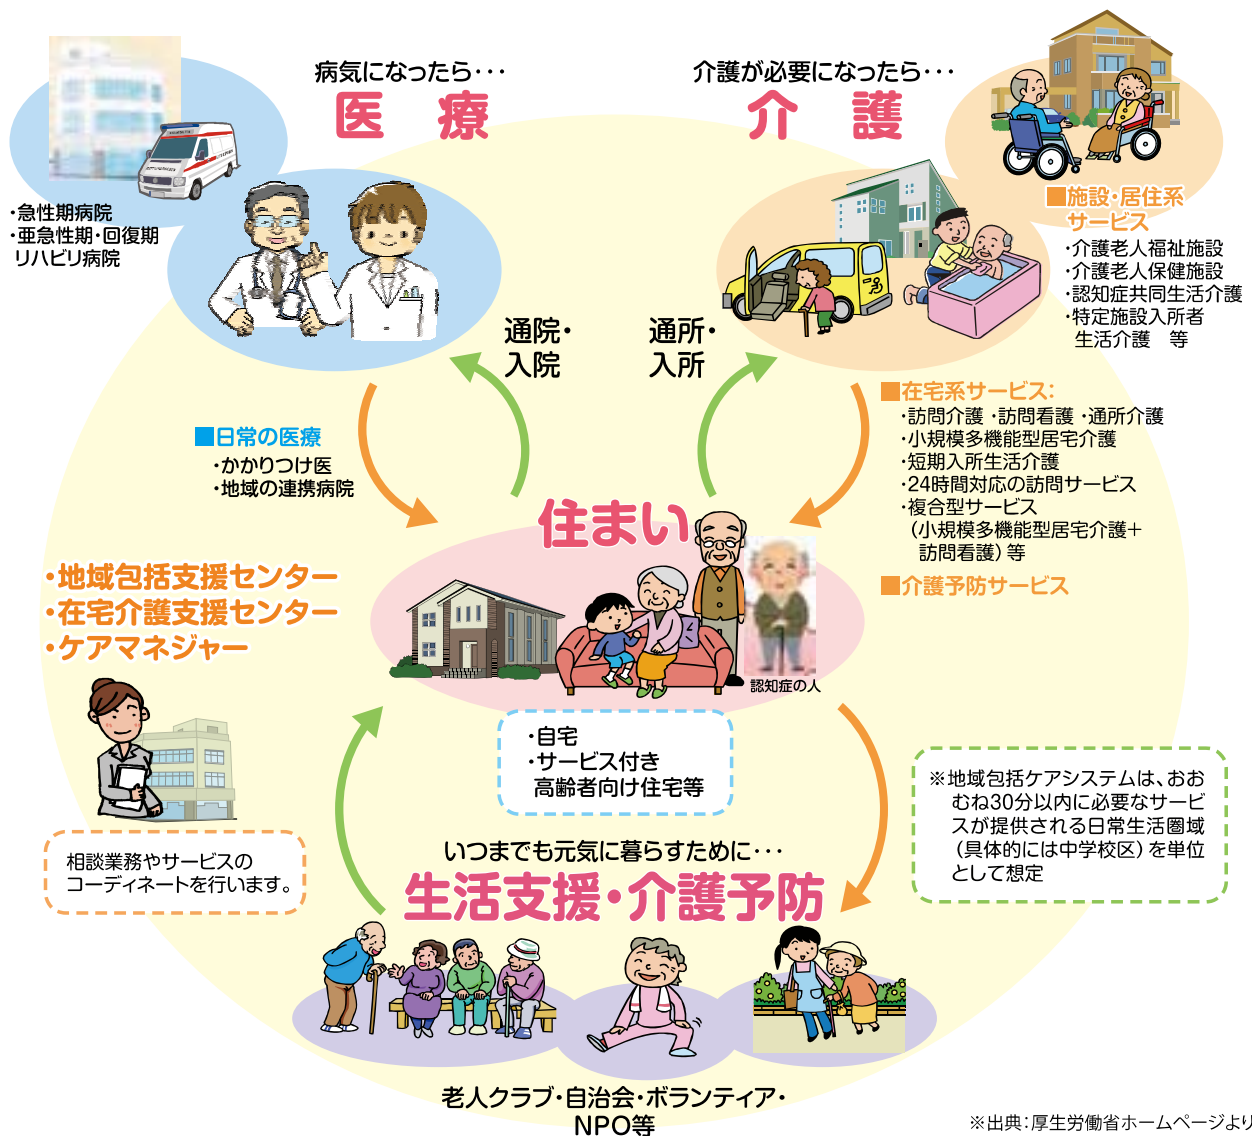 病気になったら・・・
医療
・急性期病院
・亜急性期・回復期
リハビリ病院
■日常の医療
・かかりつけ医
・地域の連携病院
通院・
入院
介護が必要になったら・・・
介護
■施設・居住系
サービス
・介護老人福祉施設
・介護老人保健施設
・認知症共同生活介護
・特定施設入所者
生活介護　等
通所・
入所
■在宅系サービス：
・訪問介護 ・訪問看護 ・通所介護
・小規模多機能型居宅介護
・短期入所生活介護
・24時間対応の訪問サービス
・複合型サービス
（小規模多機能型居宅介護＋
訪問看護）等
■介護予防サービス
住まい
認知症の人
・自宅
・サービス付き
高齢者向け住宅等
・地域包括支援センター
・在宅介護支援センター
・ケアマネジャー
相談業務やサービスの
コーディネートを行います。
※地域包括ケアシステムは、おお
むね30分以内に必要なサービ
スが提供される日常生活圏域
（具体的には中学校区）を単位
として想定
いつまでも元気に暮らすために・・・
生活支援・介護予防
老人クラブ・自治会・ボランティア・
NPO等
※出典：厚生労働省ホームページより